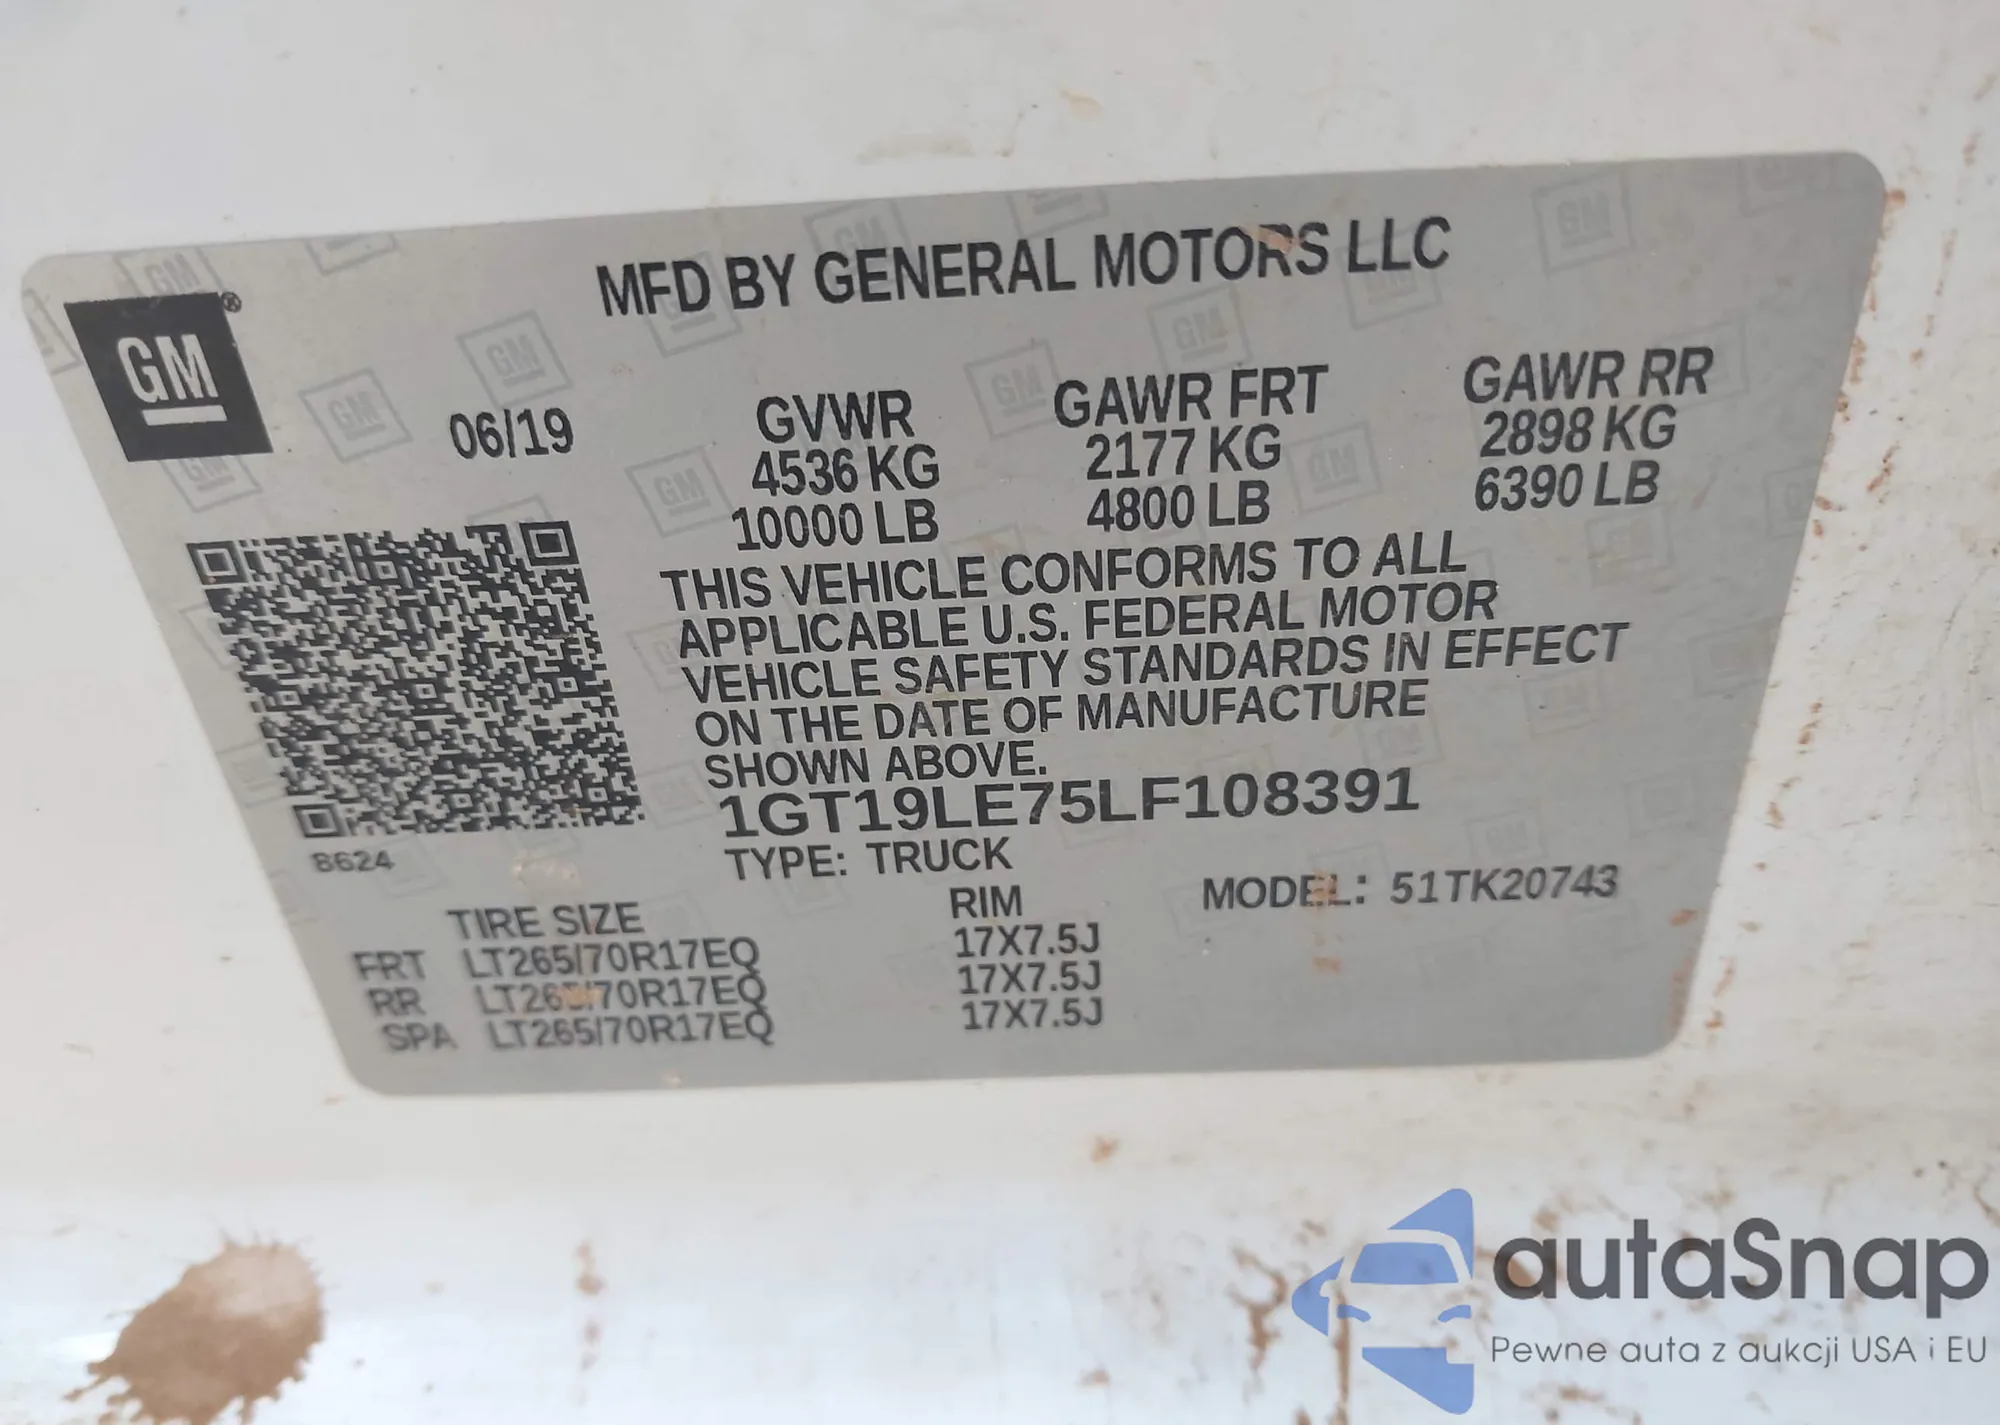 MFD BY GENERAL MOTORS LLC
GM®
06/19
GVWR
4536 KG
10000 LB
GAWR FRT
2177 KG
4800 LB
GAWR RR
2898 KG
6390 LB
THIS VEHICLE CONFORMS TO ALL
APPLICABLE U.S. FEDERAL MOTOR
VEHICLE SAFETY STANDARDS IN EFFECT
ON THE DATE OF MANUFACTURE
SHOWN ABOVE.
1GT19LE75LF108391
8624
TYPE: TRUCK
MODEL: 51TK20743
TIRE SIZE RIM
FRT LT265/70R17EQ 17X7.5J
RR LT265/70R17EQ 17X7.5J
SPA LT265/70R17EQ 17X7.5J
autaSnap
Pewne auta z aukcji USA i EU